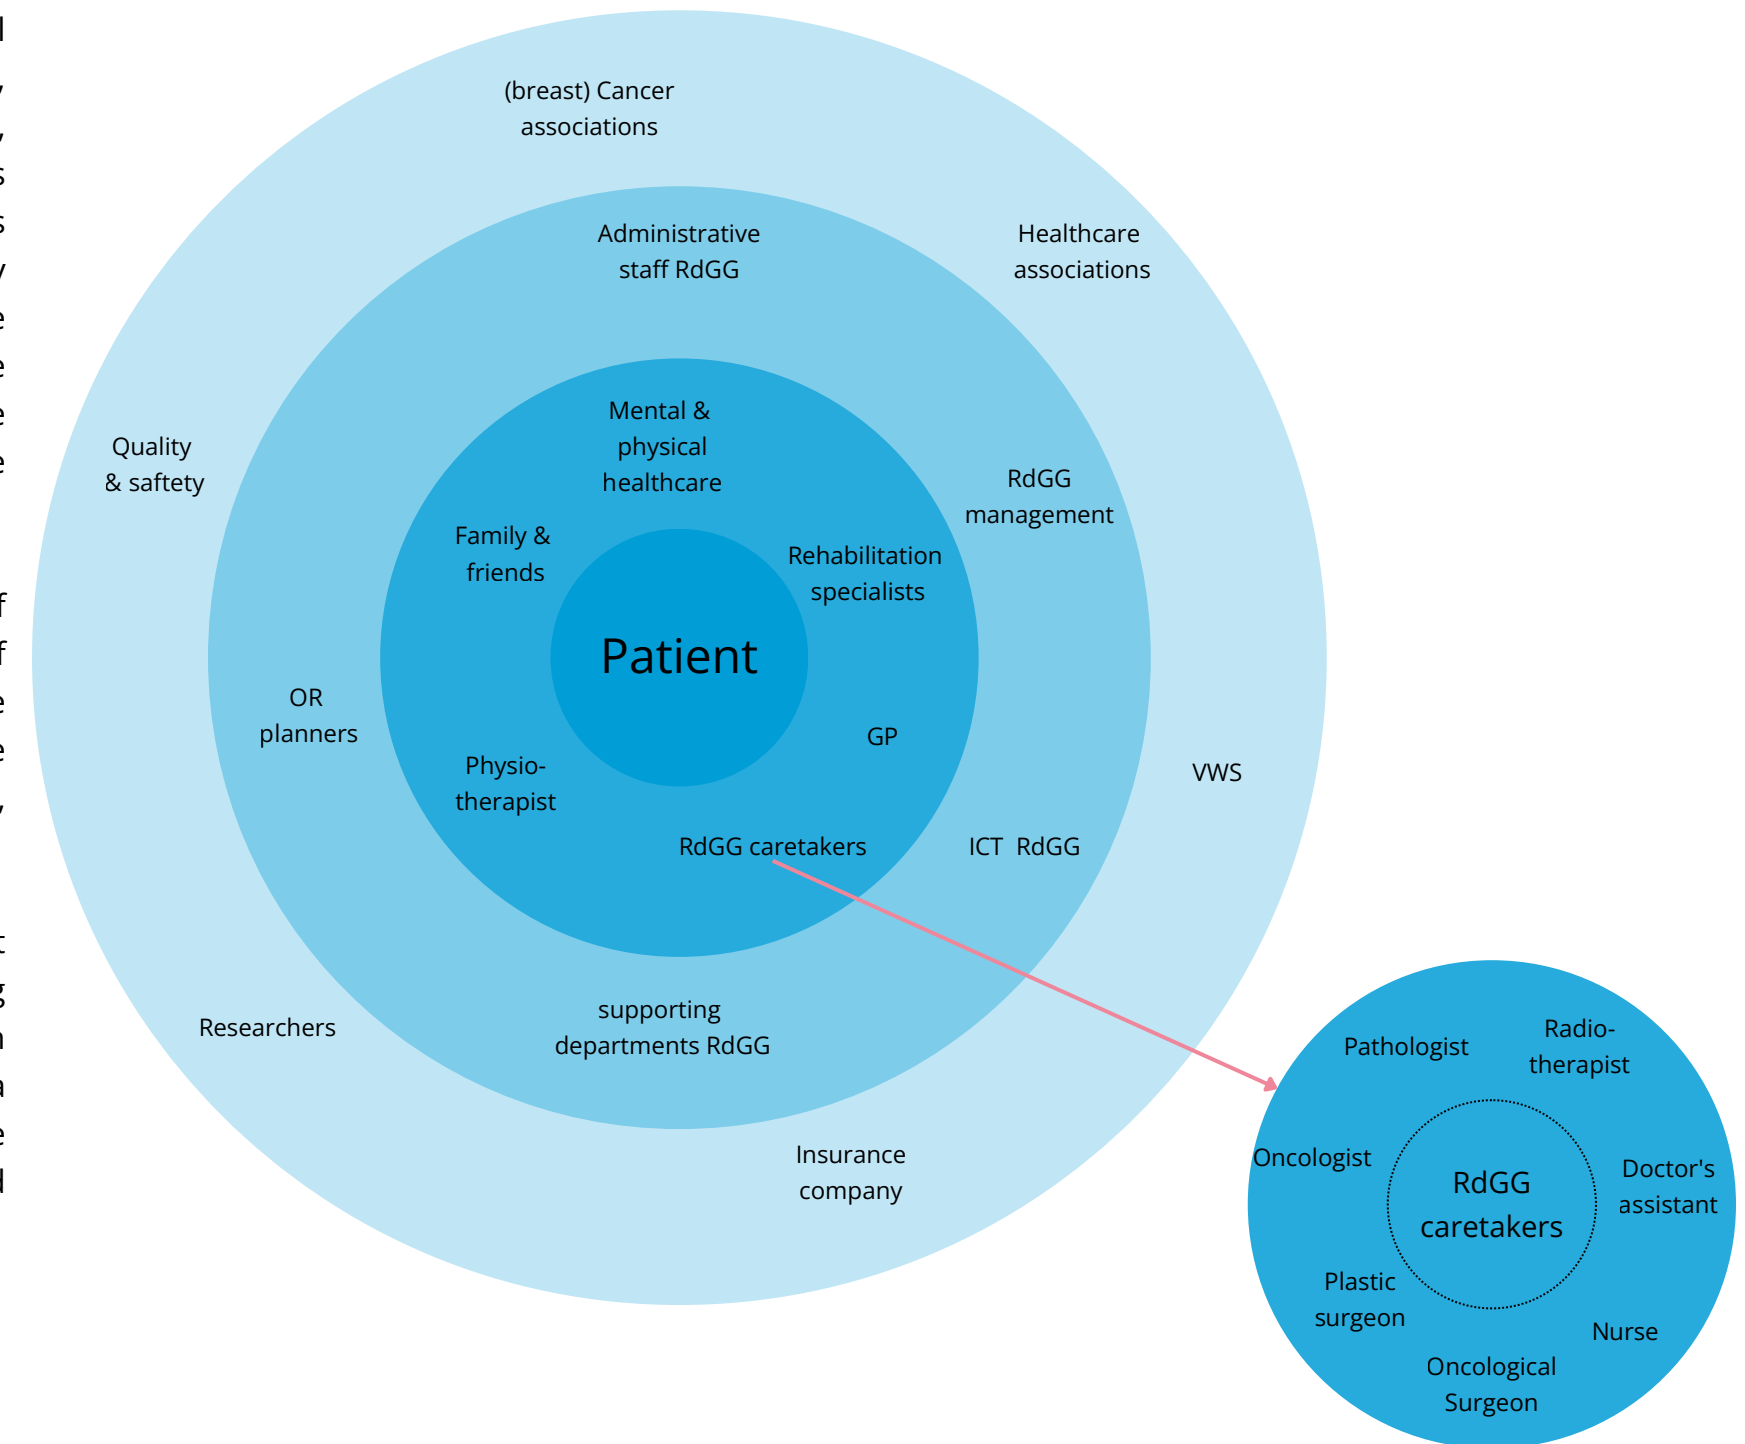 (breast) Cancer
associations
Administrative
staff RdGG
Healthcare
associations
Mental &
physical
healthcare
Quality
& saftety
RdGG
management
Family &
friends
Rehabilitation
specialists
Patient
OR
planners
GP
Physio-
therapist
VWS
RdGG caretakers
ICT  RdGG
Researchers
supporting
departments RdGG
Insurance
company
Pathologist
Radio-
therapist
Oncologist
Doctor's
assistant
RdGG
caretakers
Plastic
surgeon
Nurse
Oncological
Surgeon